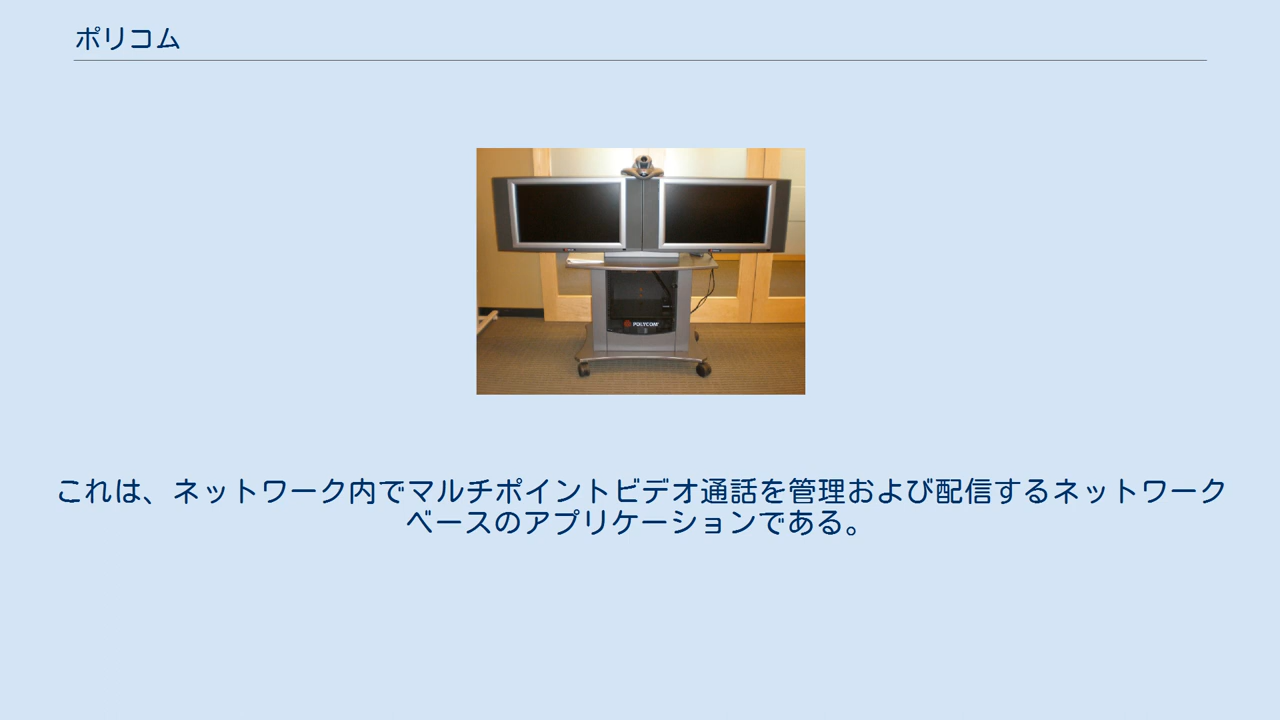 ポリコム
POLYCOM
これは、ネットワーク内でマルチポイントビデオ通話を管理および配信するネットワーク
ベースのアプリケーションである。